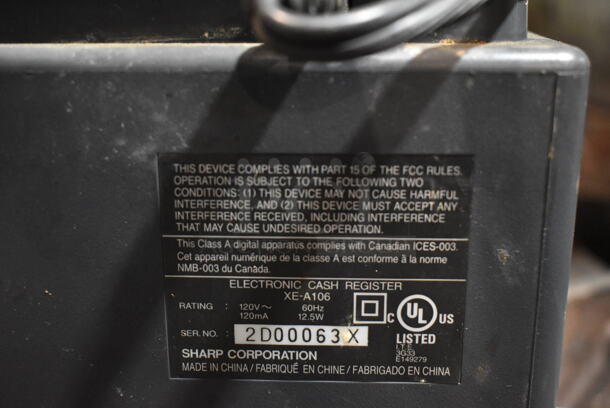 THIS DEVICE COMPLIES WITH PART 15 OF THE FCC RULES.
OPERATION IS SUBJECT TO THE FOLLOWING TWO
CONDITIONS: (1) THIS DEVICE MAY NOT CAUSE HARMFUL
INTERFERENCE, AND (2) THIS DEVICE MUST ACCEPT ANY
INTERFERENCE RECEIVED, INCLUDING INTERFERENCE
THAT MAY CAUSE UNDESIRED OPERATION.
This Class A digital apparatus complies with Canadian ICES-003.
Cet appareil numérique de la classe A est conforme à la norme
NMB-003 du Canada.
ELECTRONIC CASH REGISTER
XE-A106
RATING : 120V~ 60Hz
120mA 12.5W
C UL US
LISTED
I.T.E.
3G33
E149279
SER. NO. : 2D00063X
SHARP CORPORATION
MADE IN CHINA / FABRIQUÉ EN CHINE / FABRIGADO EN CHINA